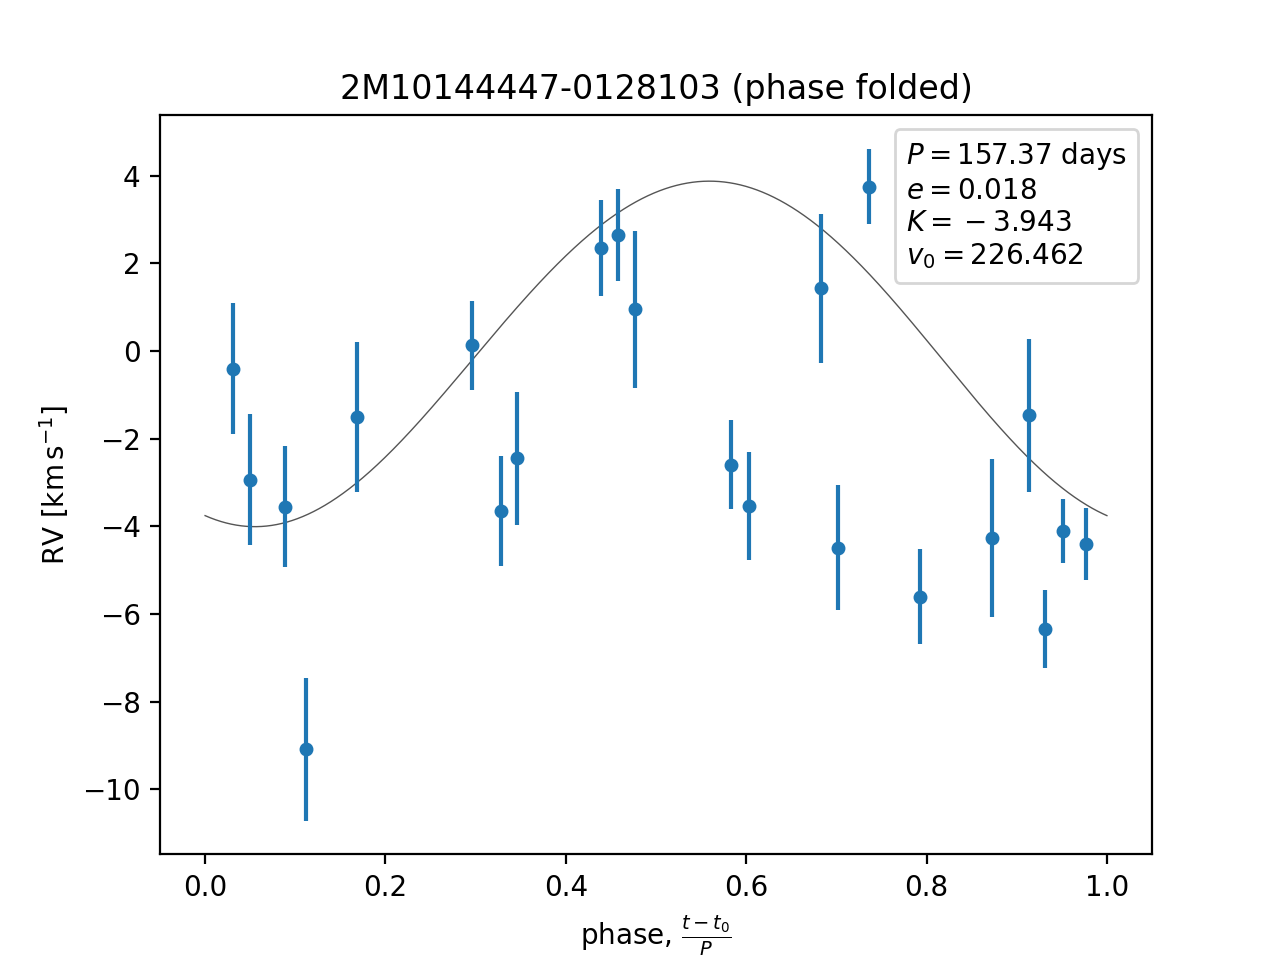 2M10144447-0128103 (phase folded)
P = 157.37 days
e = 0.018
K = −3.943
v₀ = 226.462
4
2
0
−2
−4
−6
−8
−10
RV [km s⁻¹]
0.0 0.2 0.4 0.6 0.8 1.0
phase, (t − t₀)/P